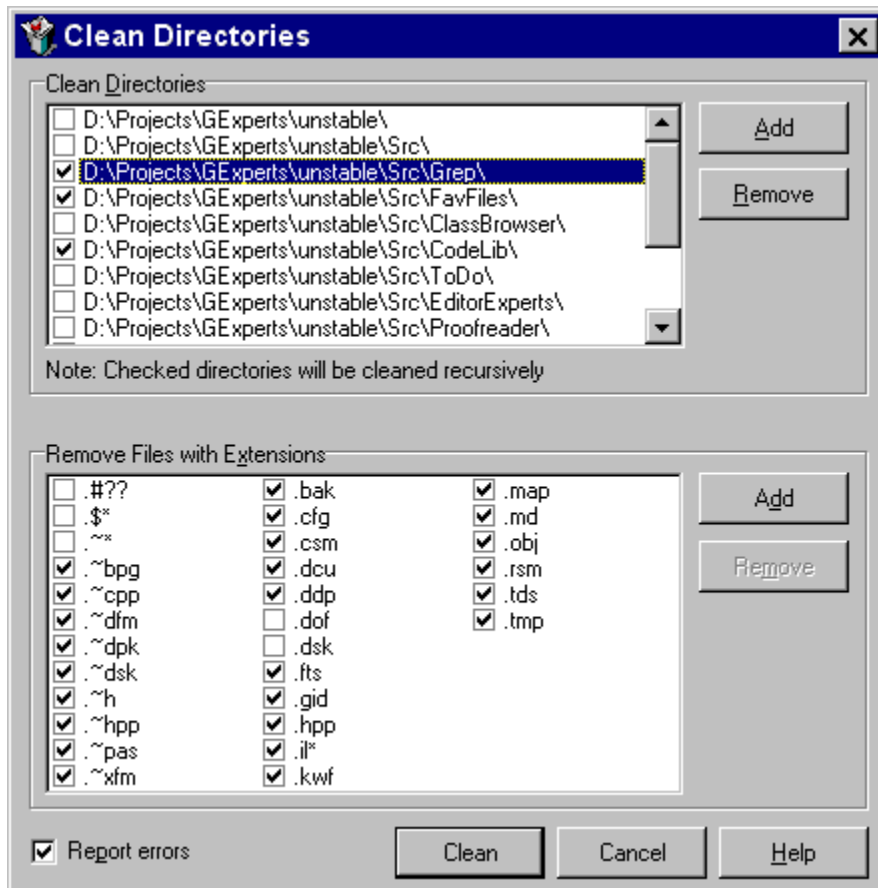 Clean Directories
Clean Directories
D:\Projects\GExperts\unstable\
D:\Projects\GExperts\unstable\Src\
D:\Projects\GExperts\unstable\Src\Grep\
D:\Projects\GExperts\unstable\Src\FavFiles\
D:\Projects\GExperts\unstable\Src\ClassBrowser\
D:\Projects\GExperts\unstable\Src\CodeLib\
D:\Projects\GExperts\unstable\Src\ToDo\
D:\Projects\GExperts\unstable\Src\EditorExperts\
D:\Projects\GExperts\unstable\Src\Proofreader\
Note: Checked directories will be cleaned recursively
Add
Remove
Remove Files with Extensions
.#??
.$*
.~*
.~bpg
.~cpp
.~dfm
.~dpk
.~dsk
.~h
.~hpp
.~pas
.~xfm
.bak
.cfg
.csm
.dcu
.ddp
.dof
.dsk
.fts
.gid
.hpp
.il*
.kwf
.map
.md
.obj
.rsm
.tds
.tmp
Add
Remove
Report errors
Clean
Cancel
Help